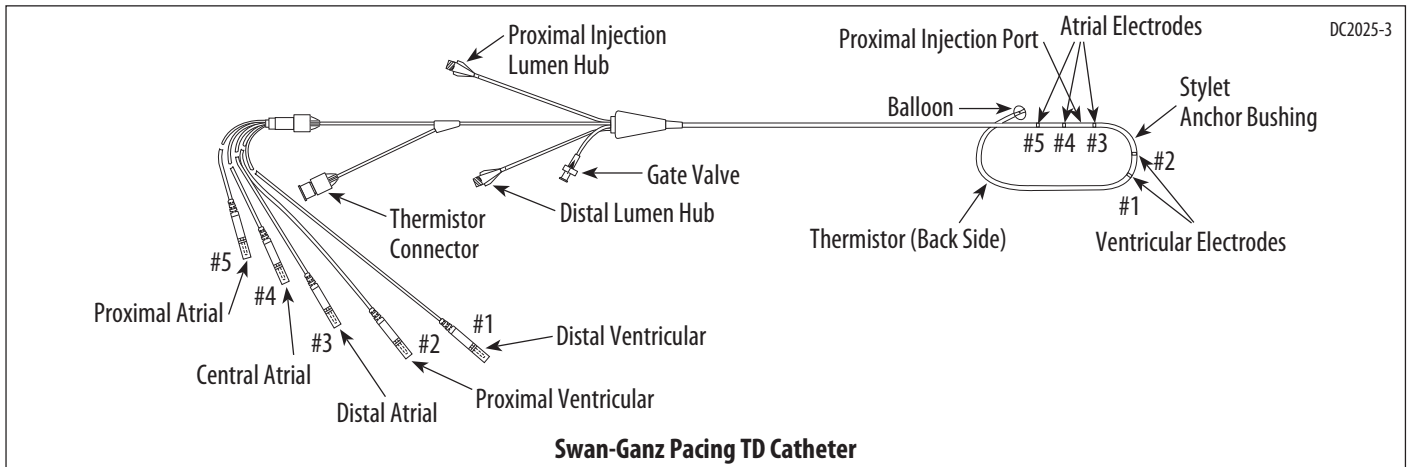 DC2025-3
Proximal Injection
Lumen Hub
Proximal Injection Port
Atrial Electrodes
Stylet
Anchor Bushing
Balloon
#5
#4
#3
#2
#1
Gate Valve
Distal Lumen Hub
Thermistor
Connector
Thermistor (Back Side)
Ventricular Electrodes
#5
Proximal Atrial
#4
Central Atrial
#3
Distal Atrial
#2
Proximal Ventricular
#1
Distal Ventricular
Swan-Ganz Pacing TD Catheter